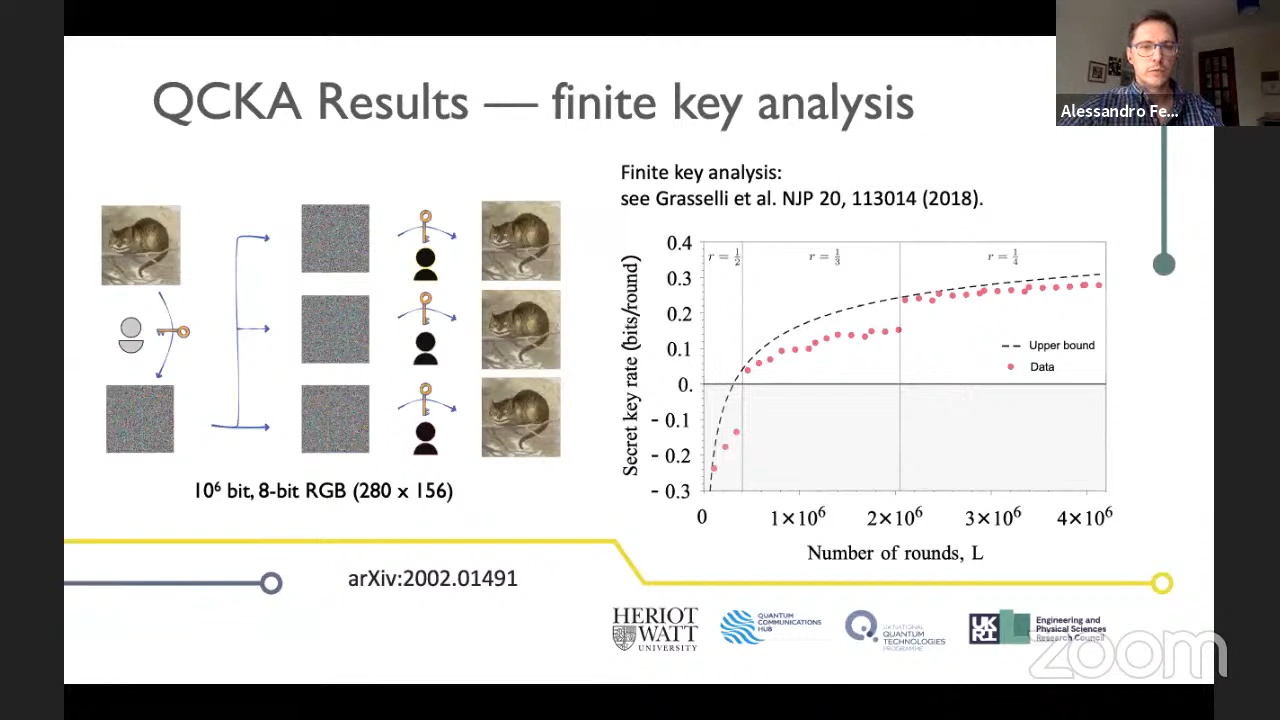 Alessandro Fe...
QCKA Results — finite key analysis
Finite key analysis:
see Grasselli et al. NJP 20, 113014 (2018).
10⁶ bit, 8-bit RGB (280 x 156)
Secret key rate (bits/round)
0.4
0.3
0.2
0.1
0.
- 0.1
- 0.2
- 0.3
r = 1/2
r = 1/3
r = 1/4
Upper bound
Data
0
1×10⁶
2×10⁶
3×10⁶
4×10⁶
Number of rounds, L
arXiv:2002.01491
HERIOT
WATT
UNIVERSITY
QUANTUM
COMMUNICATIONS
HUB
UK NATIONAL
QUANTUM
TECHNOLOGIES
PROGRAMME
UK
RI
Engineering and
Physical Sciences
Research Council
zoom